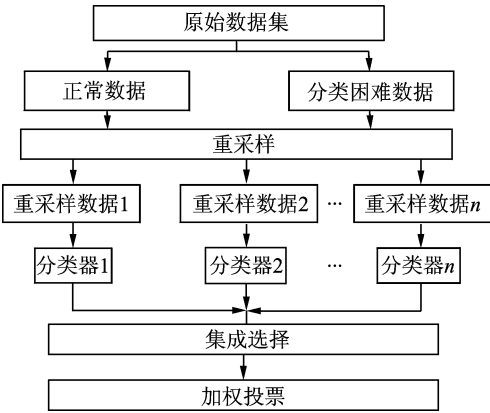 原始数据集
正常数据 分类困难数据
重采样
重采样数据1 重采样数据2 … 重采样数据n
分类器1 分类器2 … 分类器n
集成选择
加权投票